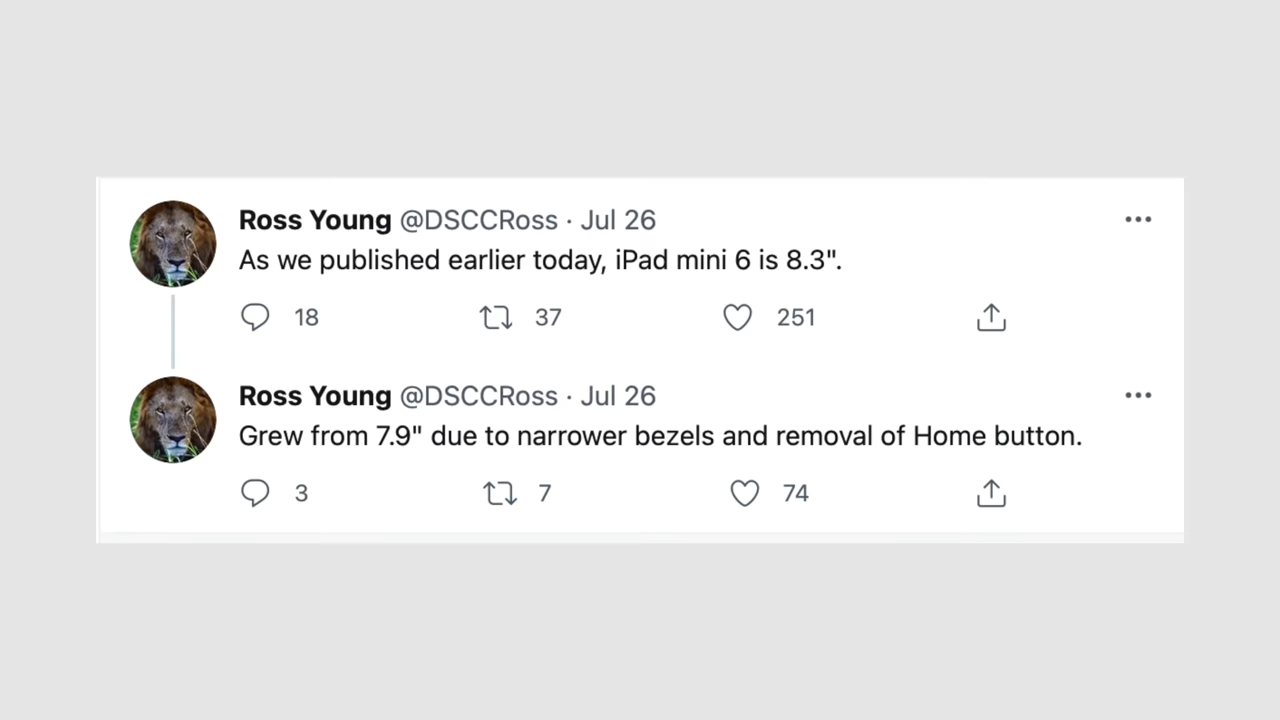 Ross Young @DSCCRoss · Jul 26
As we published earlier today, iPad mini 6 is 8.3".
18 37 251
Ross Young @DSCCRoss · Jul 26
Grew from 7.9" due to narrower bezels and removal of Home button.
3 7 74